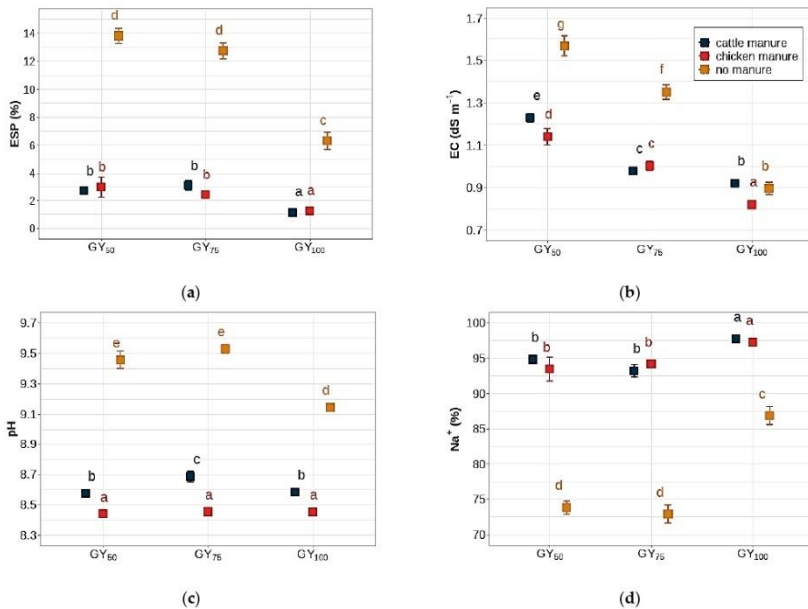 d
d
c
b b
b
b
a a
14
12
10
8
6
4
2
0
ESP (%)
GY50 GY75 GY100
(a)
cattle manure
chicken manure
no manure
g
f
e
d
c c
b
a
b
1.7
1.5
1.3
1.1
0.9
0.7
EC (dS m⁻¹)
GY50 GY75 GY100
(b)
e
e
d
b
a
c
a
b
a
9.7
9.5
9.3
9.1
8.9
8.7
8.5
8.3
pH
GY50 GY75 GY100
(c)
a a
b b
b b
c
d
d
100
95
90
85
80
75
70
Na⁺ (%)
GY50 GY75 GY100
(d)